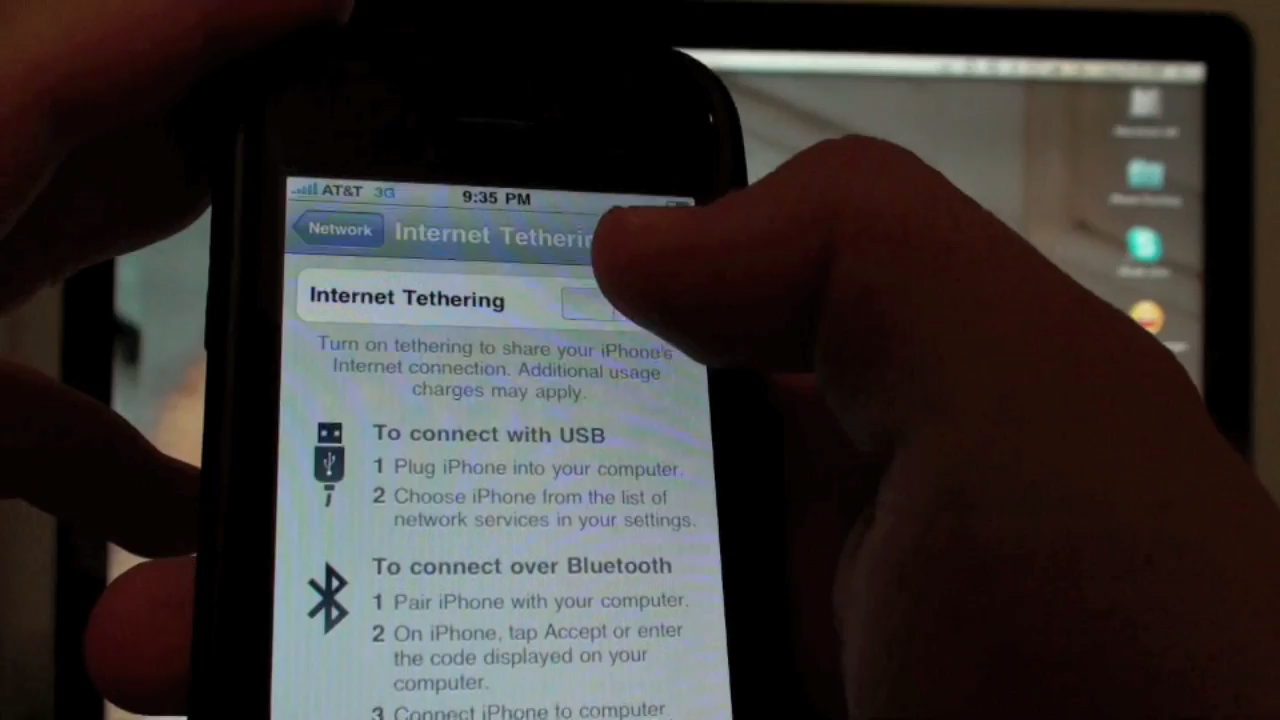 AT&T 3G 9:35 PM
Network Internet Tetherin
Internet Tethering
Turn on tethering to share your iPhone's
Internet connection. Additional usage
charges may apply.
To connect with USB
1 Plug iPhone into your computer.
2 Choose iPhone from the list of
network services in your settings.
To connect over Bluetooth
1 Pair iPhone with your computer.
2 On iPhone, tap Accept or enter
the code displayed on your
computer.
3 Connect iPhone to computer